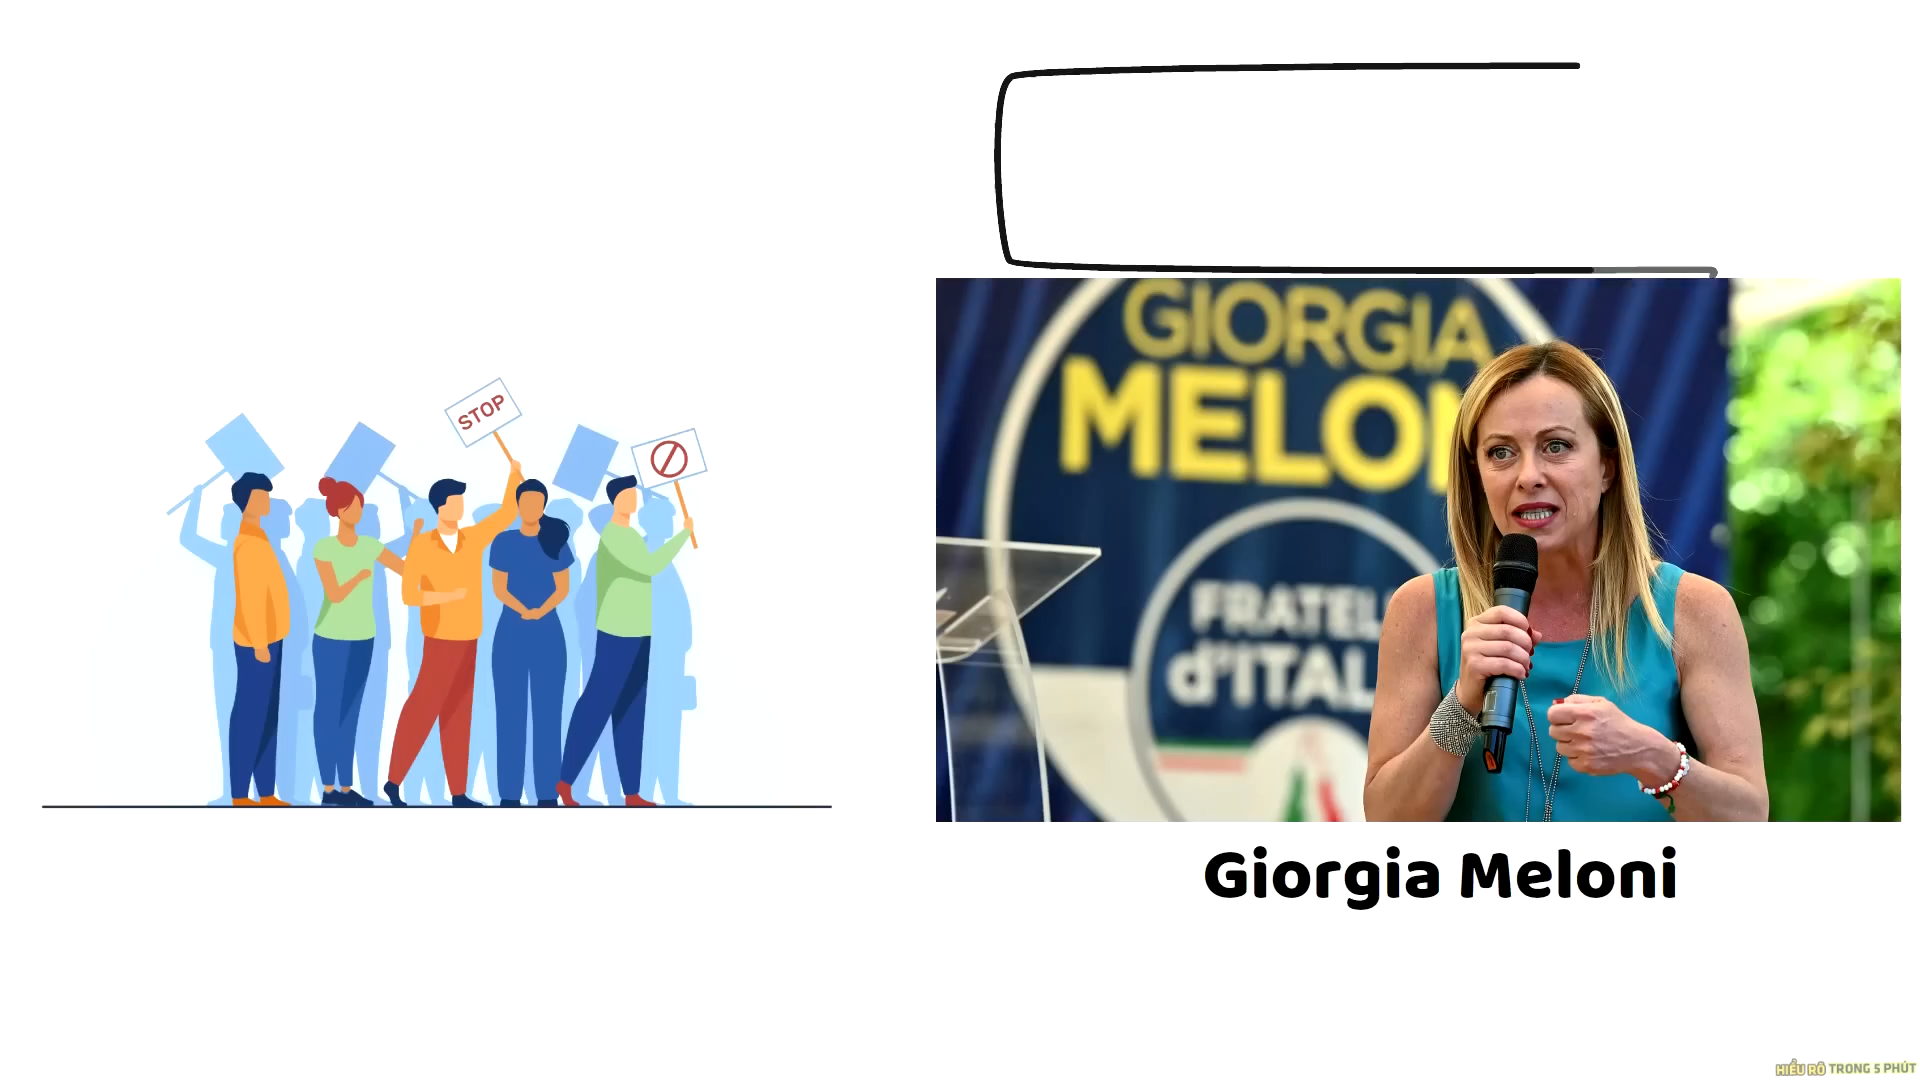 STOP
GIORGIA
MELON
FRATEL
d'ITAL
Giorgia Meloni
HIỂU RÕ TRONG 5 PHÚT